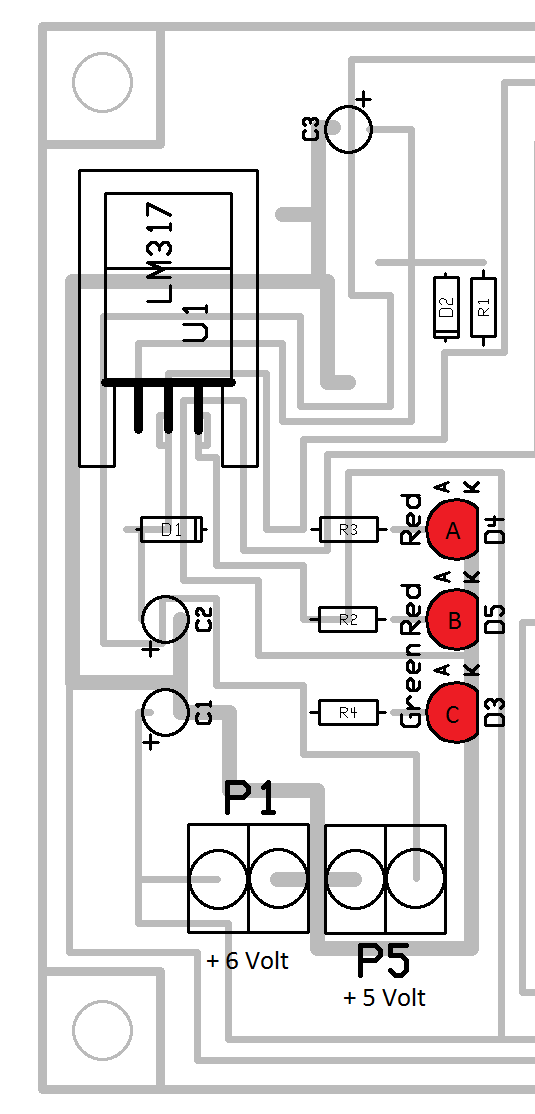 C3
+
LM317
U1
D2
R1
A K
Red
D1
R3
A
D4
A K
Red
C2
+
R2
B
D5
A K
Green
C1
+
R4
C
D3
P1
P5
+ 6 Volt
+ 5 Volt